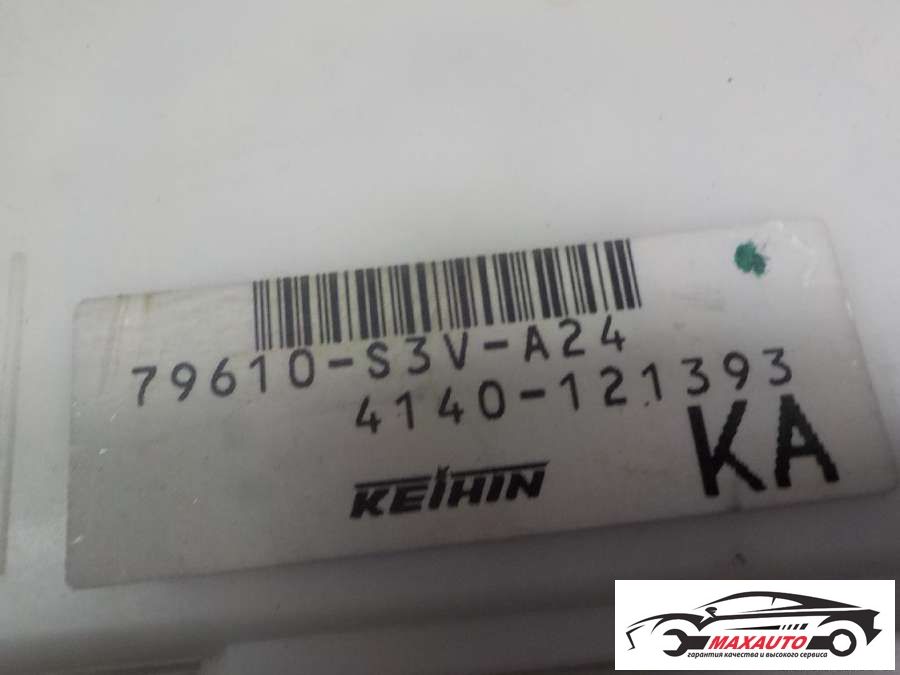 79610-S3V-A24
4140-121393
KA
KEIHIN
MAXAUTO
гарантия качества и высокого сервиса